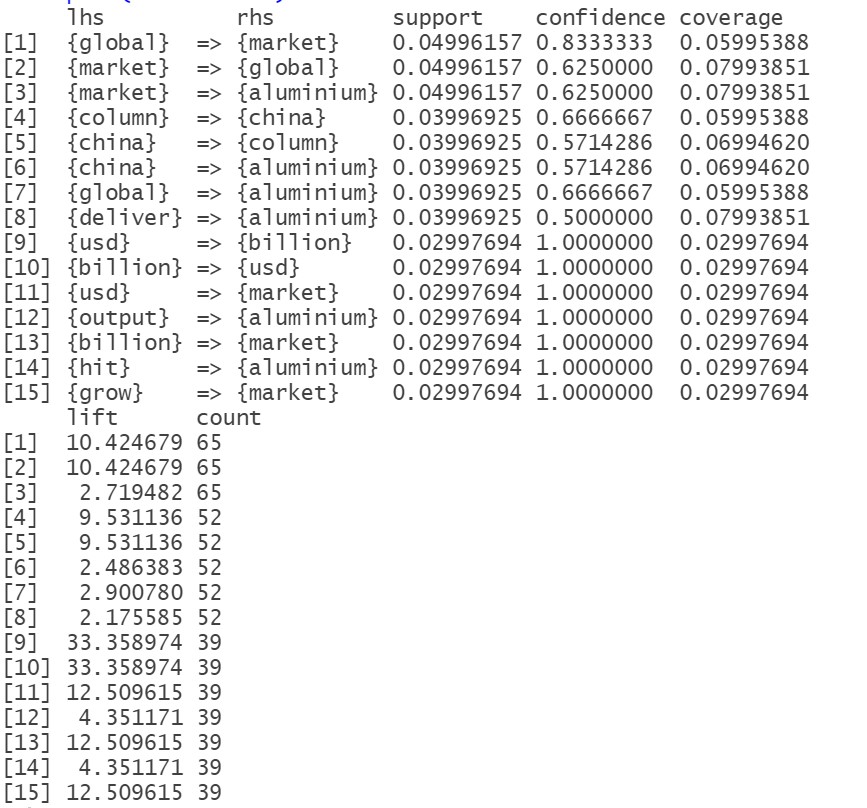 lhs rhs support confidence coverage
[1] {global} => {market} 0.04996157 0.8333333 0.05995388
[2] {market} => {global} 0.04996157 0.6250000 0.07993851
[3] {market} => {aluminium} 0.04996157 0.6250000 0.07993851
[4] {column} => {china} 0.03996925 0.6666667 0.05995388
[5] {china} => {column} 0.03996925 0.5714286 0.06994620
[6] {china} => {aluminium} 0.03996925 0.5714286 0.06994620
[7] {global} => {aluminium} 0.03996925 0.6666667 0.05995388
[8] {deliver} => {aluminium} 0.03996925 0.5000000 0.07993851
[9] {usd} => {billion} 0.02997694 1.0000000 0.02997694
[10] {billion} => {usd} 0.02997694 1.0000000 0.02997694
[11] {usd} => {market} 0.02997694 1.0000000 0.02997694
[12] {output} => {aluminium} 0.02997694 1.0000000 0.02997694
[13] {billion} => {market} 0.02997694 1.0000000 0.02997694
[14] {hit} => {aluminium} 0.02997694 1.0000000 0.02997694
[15] {grow} => {market} 0.02997694 1.0000000 0.02997694
lift count
[1] 10.424679 65
[2] 10.424679 65
[3] 2.719482 65
[4] 9.531136 52
[5] 9.531136 52
[6] 2.486383 52
[7] 2.900780 52
[8] 2.175585 52
[9] 33.358974 39
[10] 33.358974 39
[11] 12.509615 39
[12] 4.351171 39
[13] 12.509615 39
[14] 4.351171 39
[15] 12.509615 39